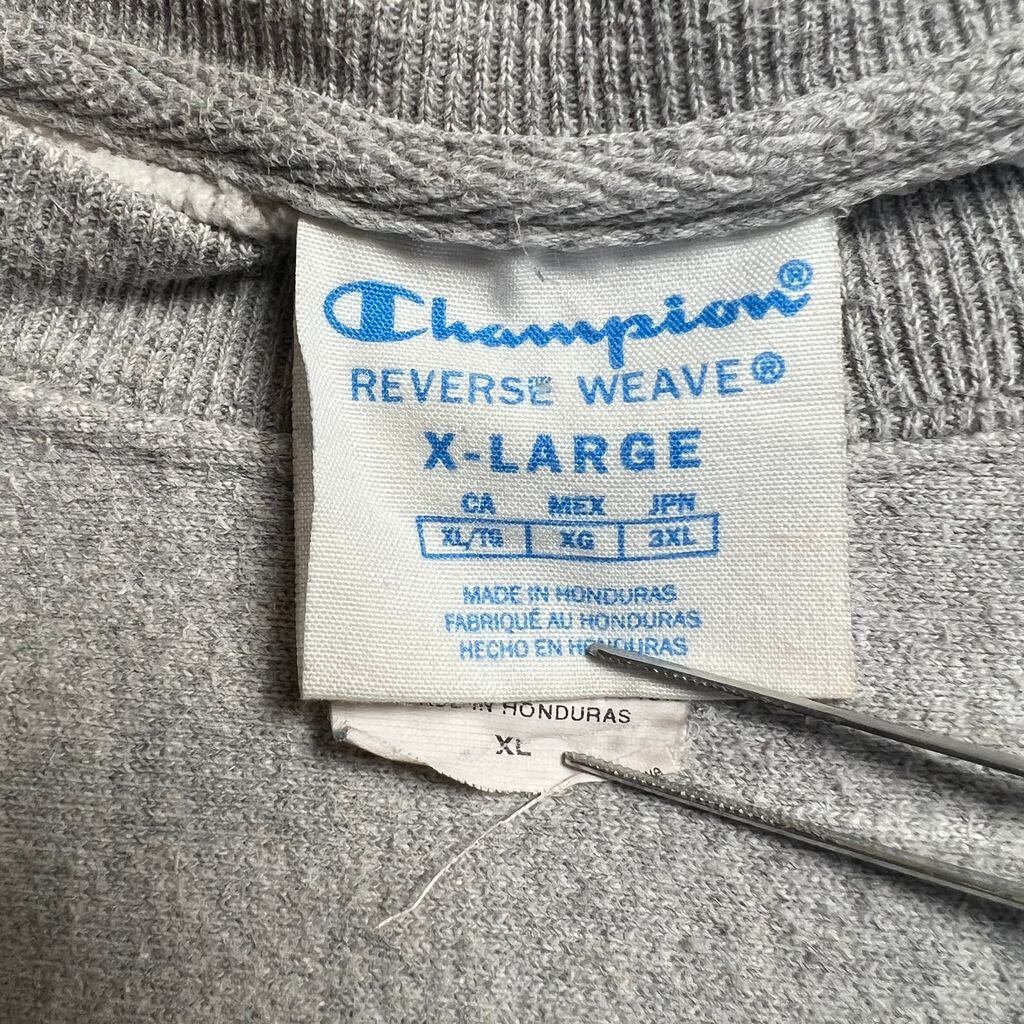 Champion®
REVERSE WEAVE®
X-LARGE
CA MEX JPN
XL/TG XG 3XL
MADE IN HONDURAS
FABRIQUÉ AU HONDURAS
HECHO EN HONDURAS
IN HONDURAS
XL